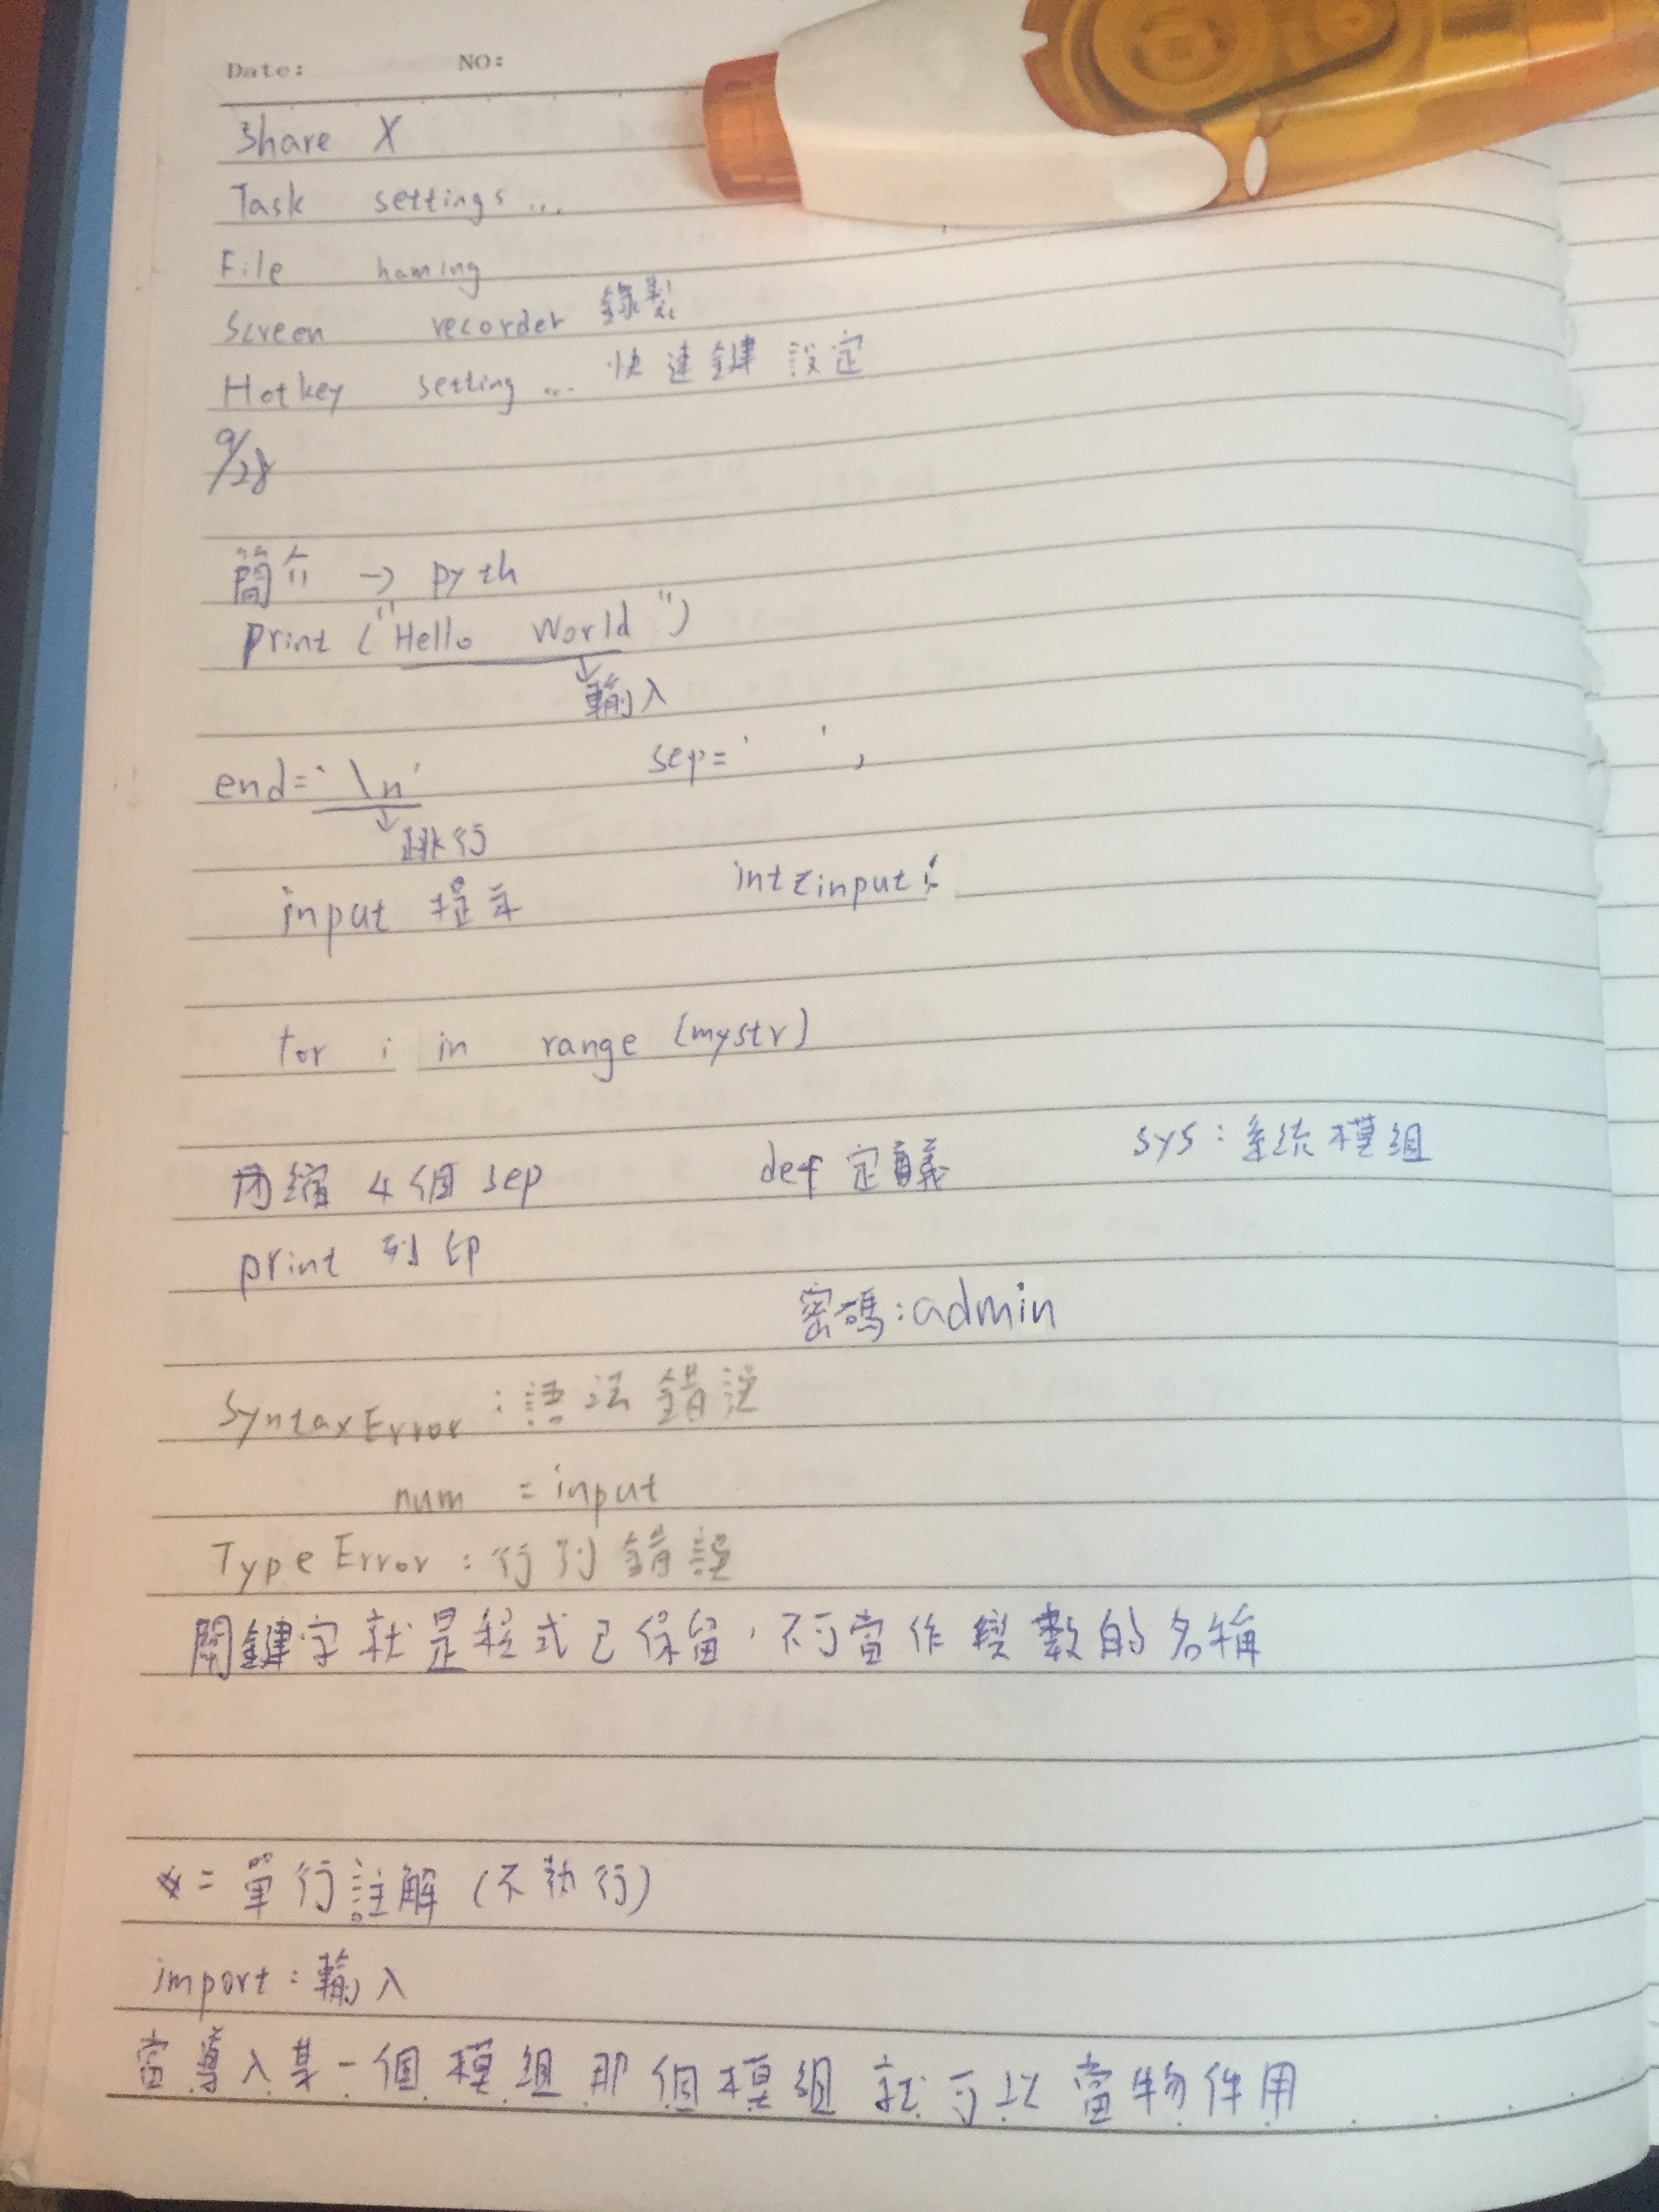 Date: NO:
Share X
Task settings ...
File naming
Screen recorder 錄製
Hotkey setting ... 快速鍵 設定
9/28
簡介 → pyth
print ("Hello World")
↓輸入
end='\n' sep=' ',
↓跳行
input 提示 int input
for i in range (mystr)
內縮 4個 sep def 定義 sys:系統模組
print 列印
密碼:admin
SyntaxError :語法錯誤
num = input
TypeError:行列錯誤
關鍵字就是程式已保留,不可當作變數的名稱
= 單行註解(不執行)
import:輸入
當導入某一個模組那個模組就可以當物件用